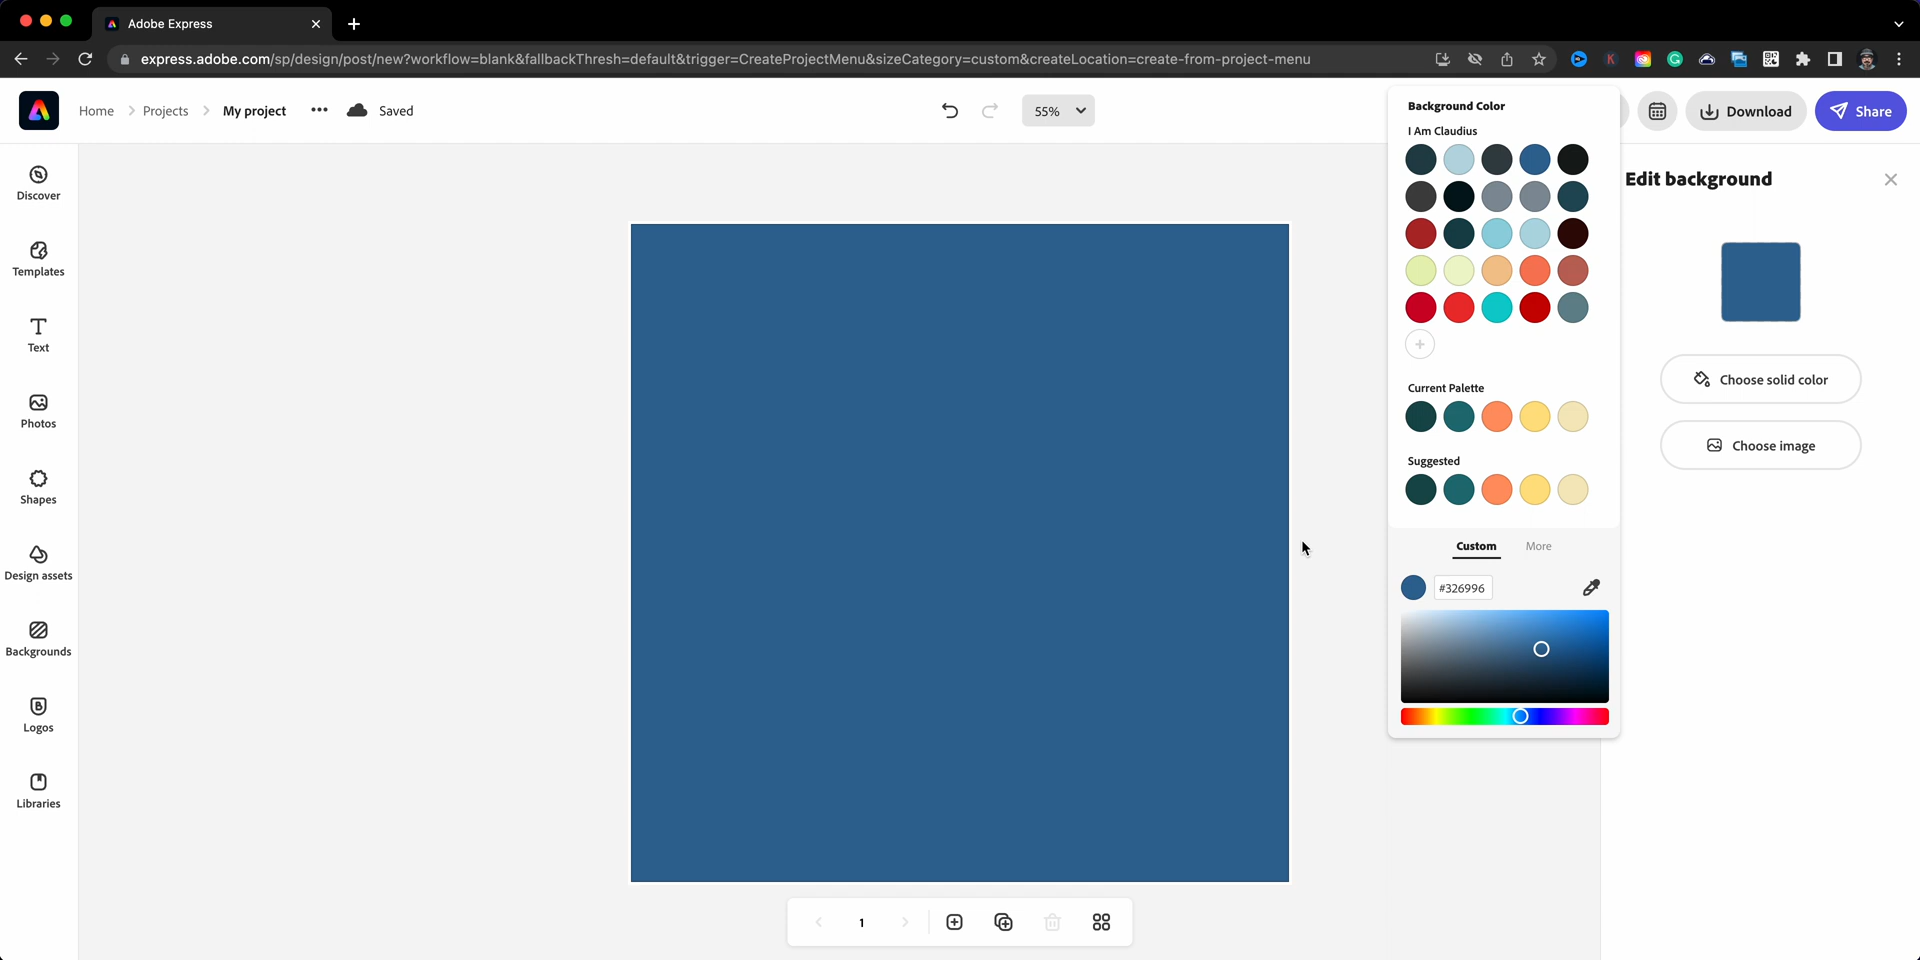 Adobe Express
express.adobe.com/sp/design/post/new?workflow=blank&fallbackThresh=default&trigger=CreateProjectMenu&sizeCategory=custom&createLocation=create-from-project-menu
Home
Projects
My project
Saved
55%
Download
Share
Discover
Templates
Text
Photos
Shapes
Design assets
Backgrounds
Logos
Libraries
Background Color
I Am Claudius
Current Palette
Suggested
Custom
More
#326996
Edit background
Choose solid color
Choose image
1